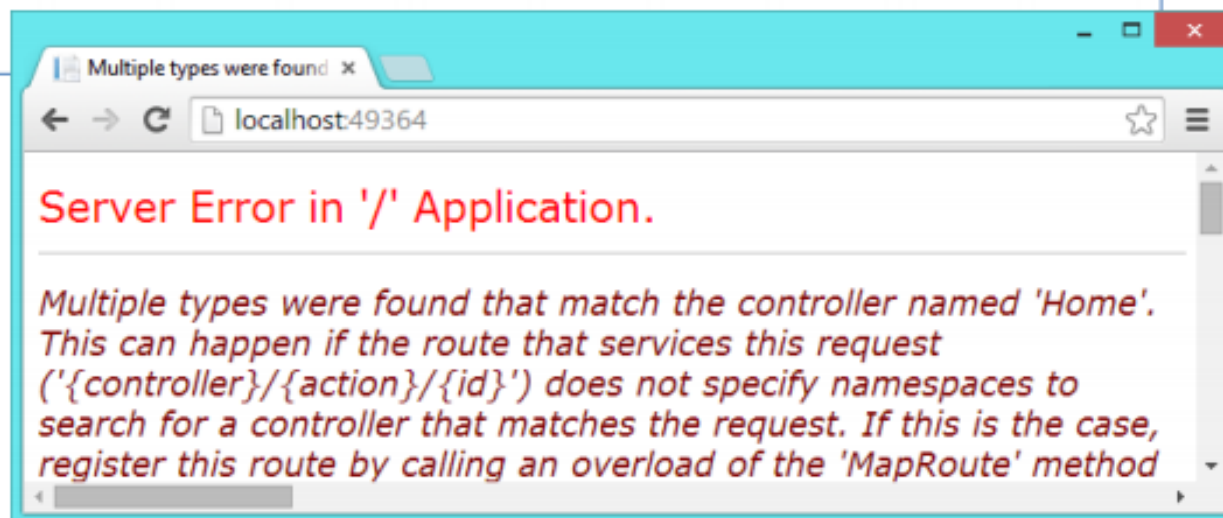 Multiple types were found
localhost:49364
Server Error in '/' Application.
Multiple types were found that match the controller named 'Home'.
This can happen if the route that services this request
('{controller}/{action}/{id}') does not specify namespaces to
search for a controller that matches the request. If this is the case,
register this route by calling an overload of the 'MapRoute' method